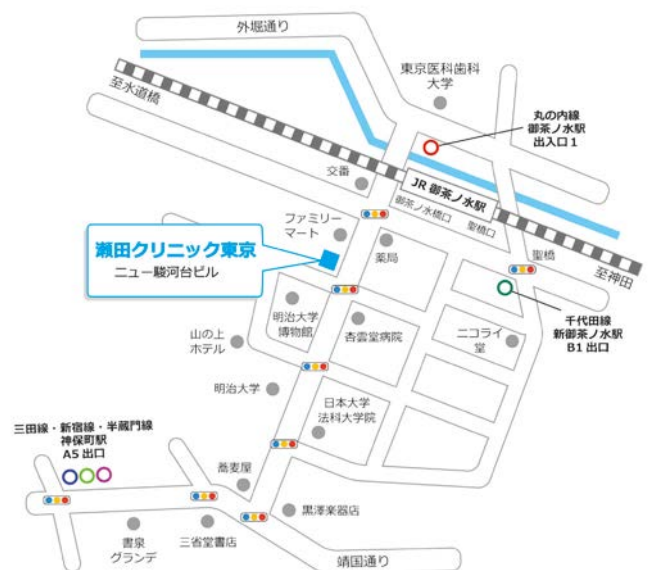 外堀通り
東京医科歯科
大学
至水道橋
丸の内線
御茶ノ水駅
出入口1
交番
JR 御茶ノ水駅
御茶ノ水橋口
聖橋口
ファミリー
マート
瀬田クリニック東京
ニュー駿河台ビル
薬局
聖橋
至神田
明治大学
博物館
杏雲堂病院
ニコライ
堂
千代田線
新御茶ノ水駅
B1 出口
山の上
ホテル
明治大学
日本大学
法科大学院
三田線・新宿線・半蔵門線
神保町駅
A5 出口
蕎麦屋
黒澤楽器店
書泉
グランデ
三省堂書店
靖国通り